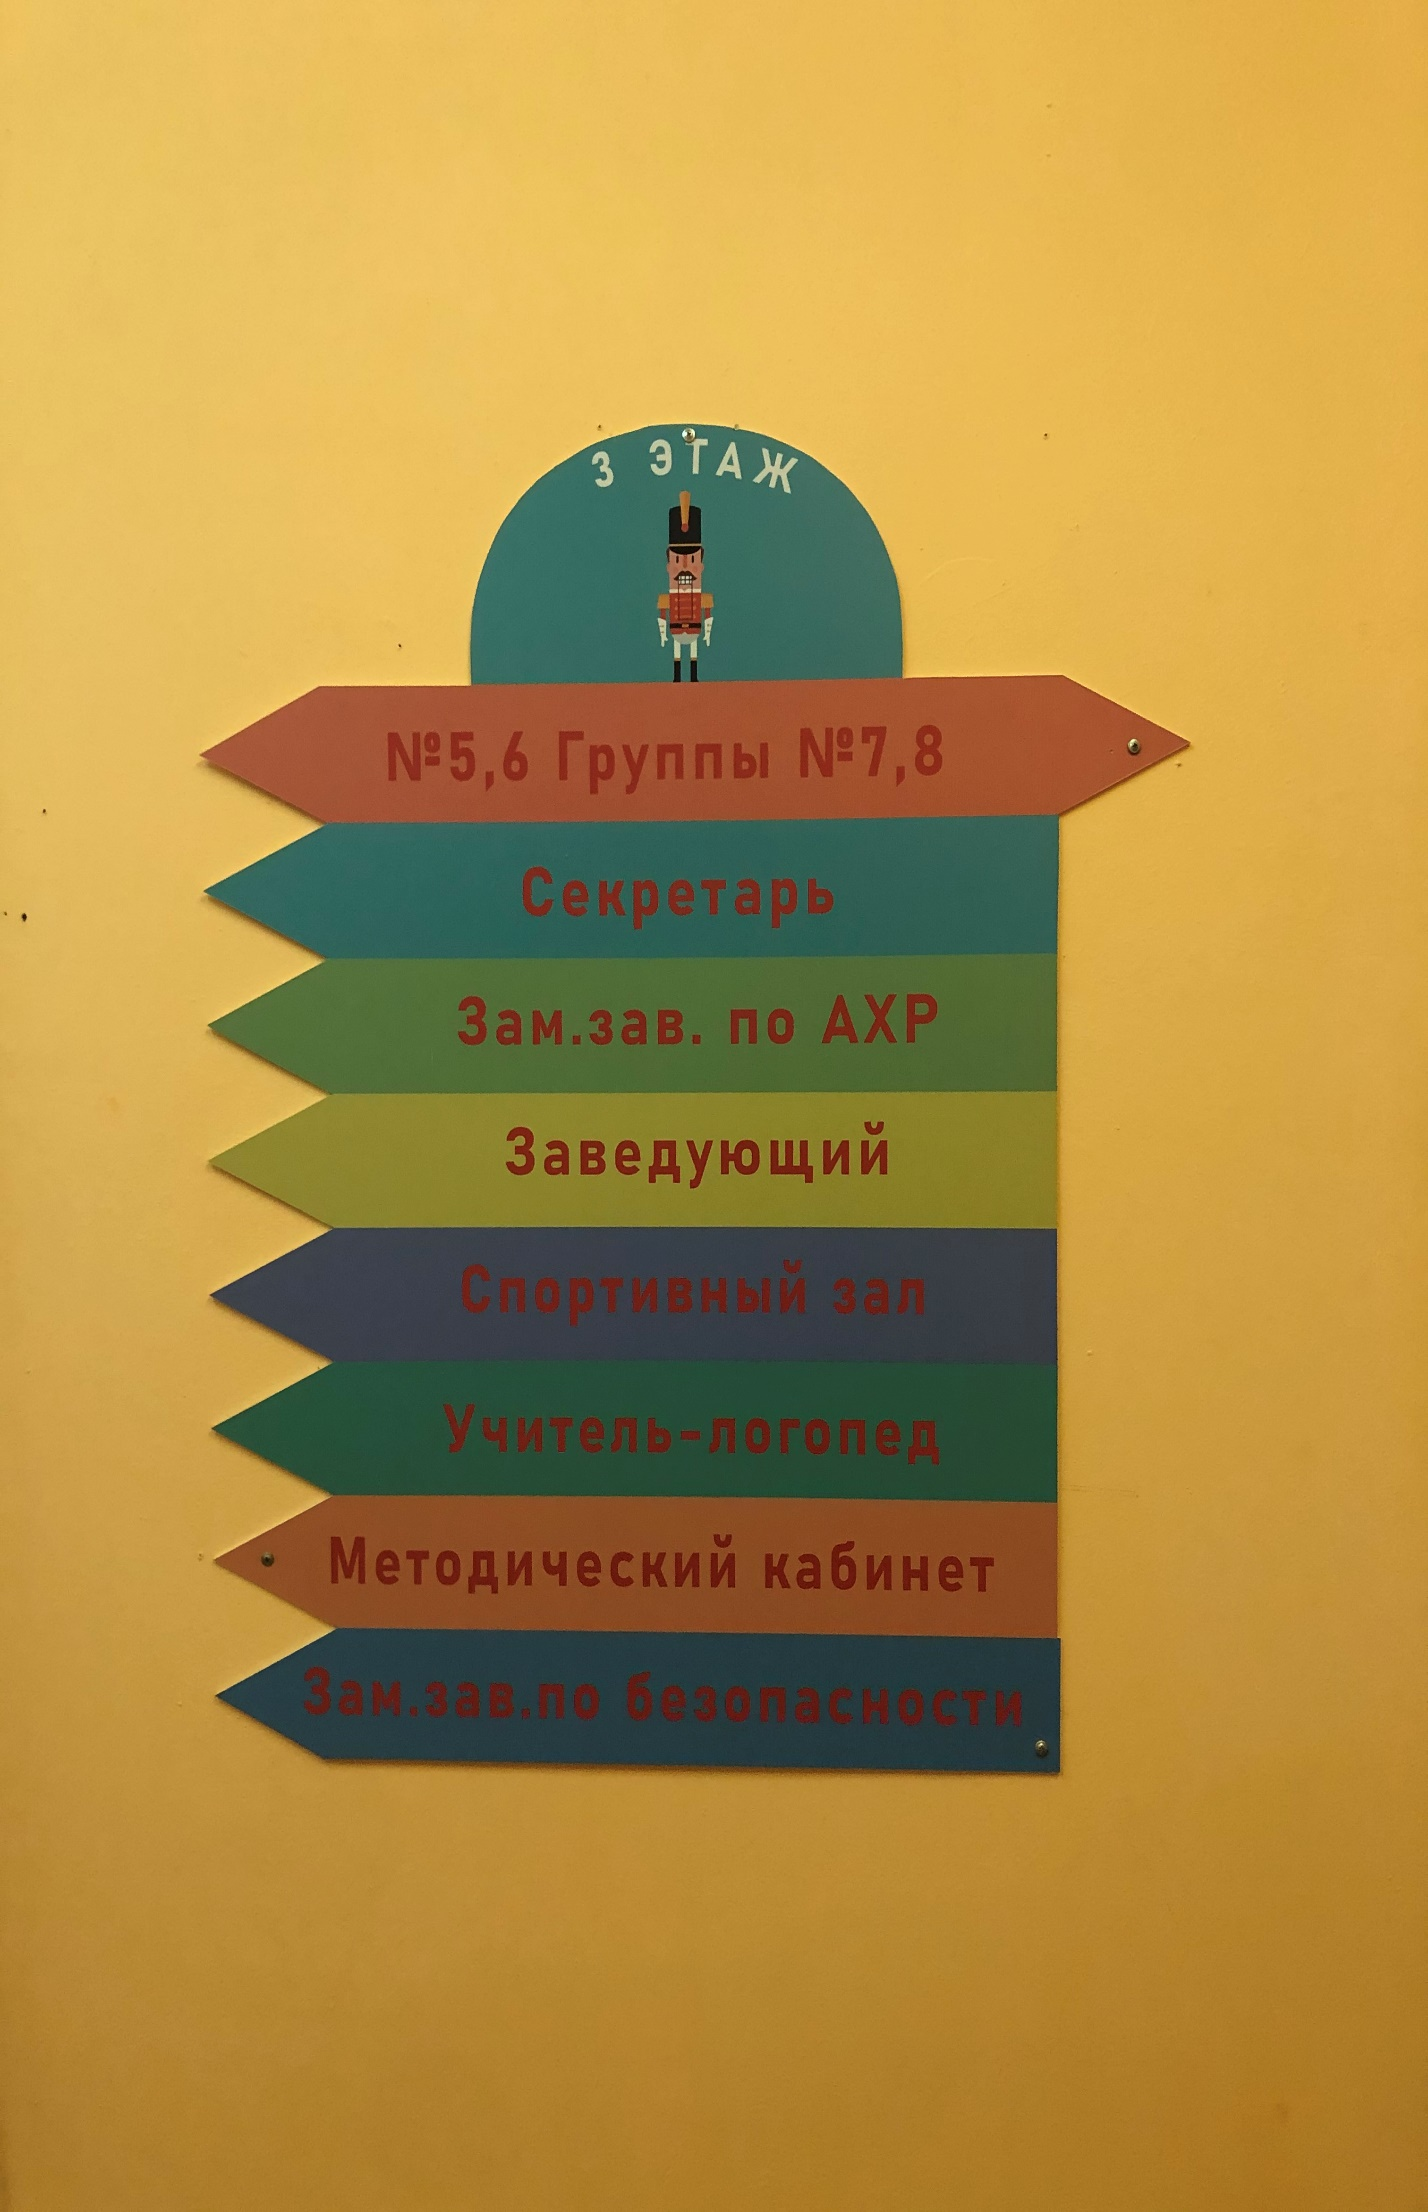 3 ЭТАЖ
№5,6 Группы №7,8
Секретарь
Зам.зав. по АХР
Заведующий
Спортивный зал
Учитель-логопед
Методический кабинет
Зам.зав.по безопасности